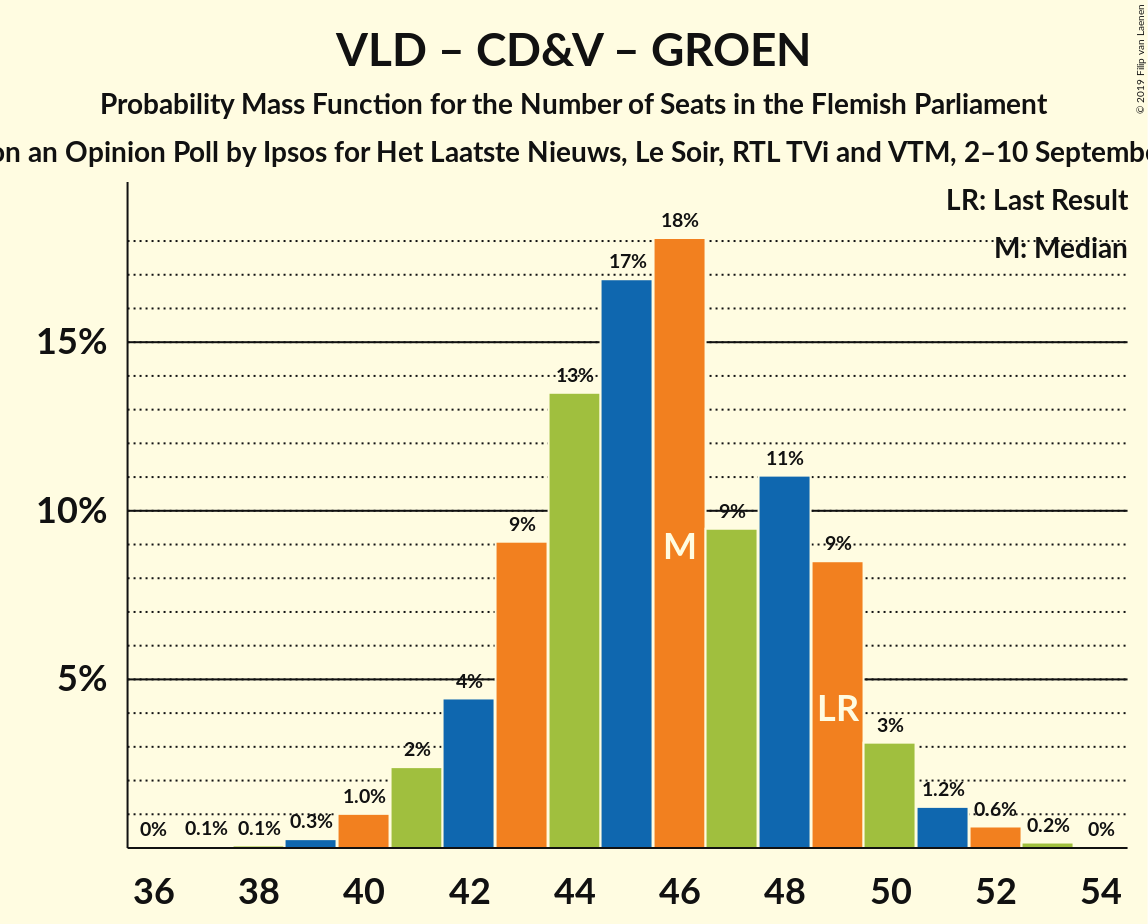 VLD – CD&V – GROEN
Probability Mass Function for the Number of Seats in the Flemish Parliament
on an Opinion Poll by Ipsos for Het Laatste Nieuws, Le Soir, RTL TVi and VTM, 2–10 Septembe
© 2019 Filip van Laenen
LR: Last Result
M: Median
15%
10%
5%
0%
0.1%
0.1%
0.3%
1.0%
2%
4%
9%
13%
17%
18%
9%
11%
9%
3%
1.2%
0.6%
0.2%
0%
M
LR
36 38 40 42 44 46 48 50 52 54